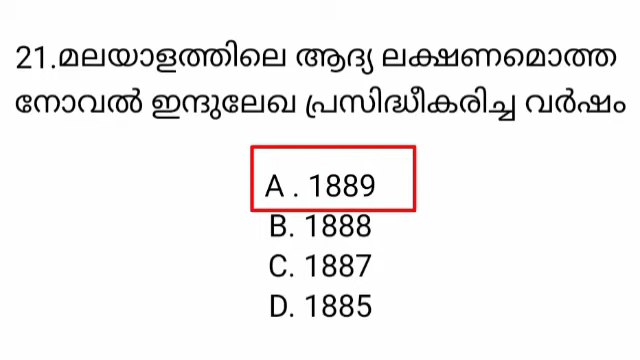 21.മലയാളത്തിലെ ആദ്യ ലക്ഷണമൊത്ത
നോവൽ ഇന്ദുലേഖ പ്രസിദ്ധീകരിച്ച വർഷം
A . 1889
B. 1888
C. 1887
D. 1885